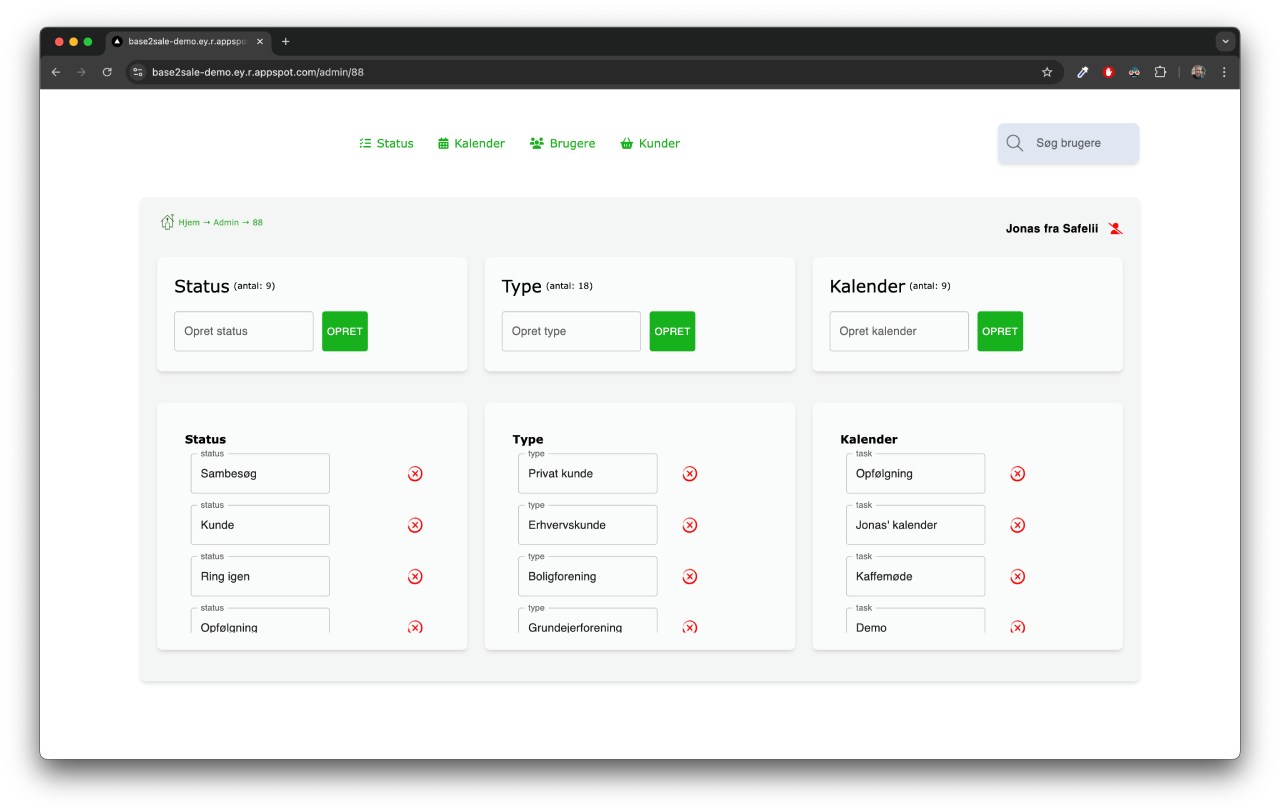 base2sale-demo.ey.r.appspo
base2sale-demo.ey.r.appspot.com/admin/88
Status Kalender Brugere Kunder
Søg brugere
Hjem → Admin → 88
Jonas fra Safelii
Status (antal: 9)
Opret status
OPRET
Type (antal: 18)
Opret type
OPRET
Kalender (antal: 9)
Opret kalender
OPRET
Status
status
Sambesøg
status
Kunde
status
Ring igen
status
Opfølgning
Type
type
Privat kunde
type
Erhvervskunde
type
Boligforening
type
Grundejerforening
Kalender
task
Opfølgning
task
Jonas' kalender
task
Kaffemøde
task
Demo